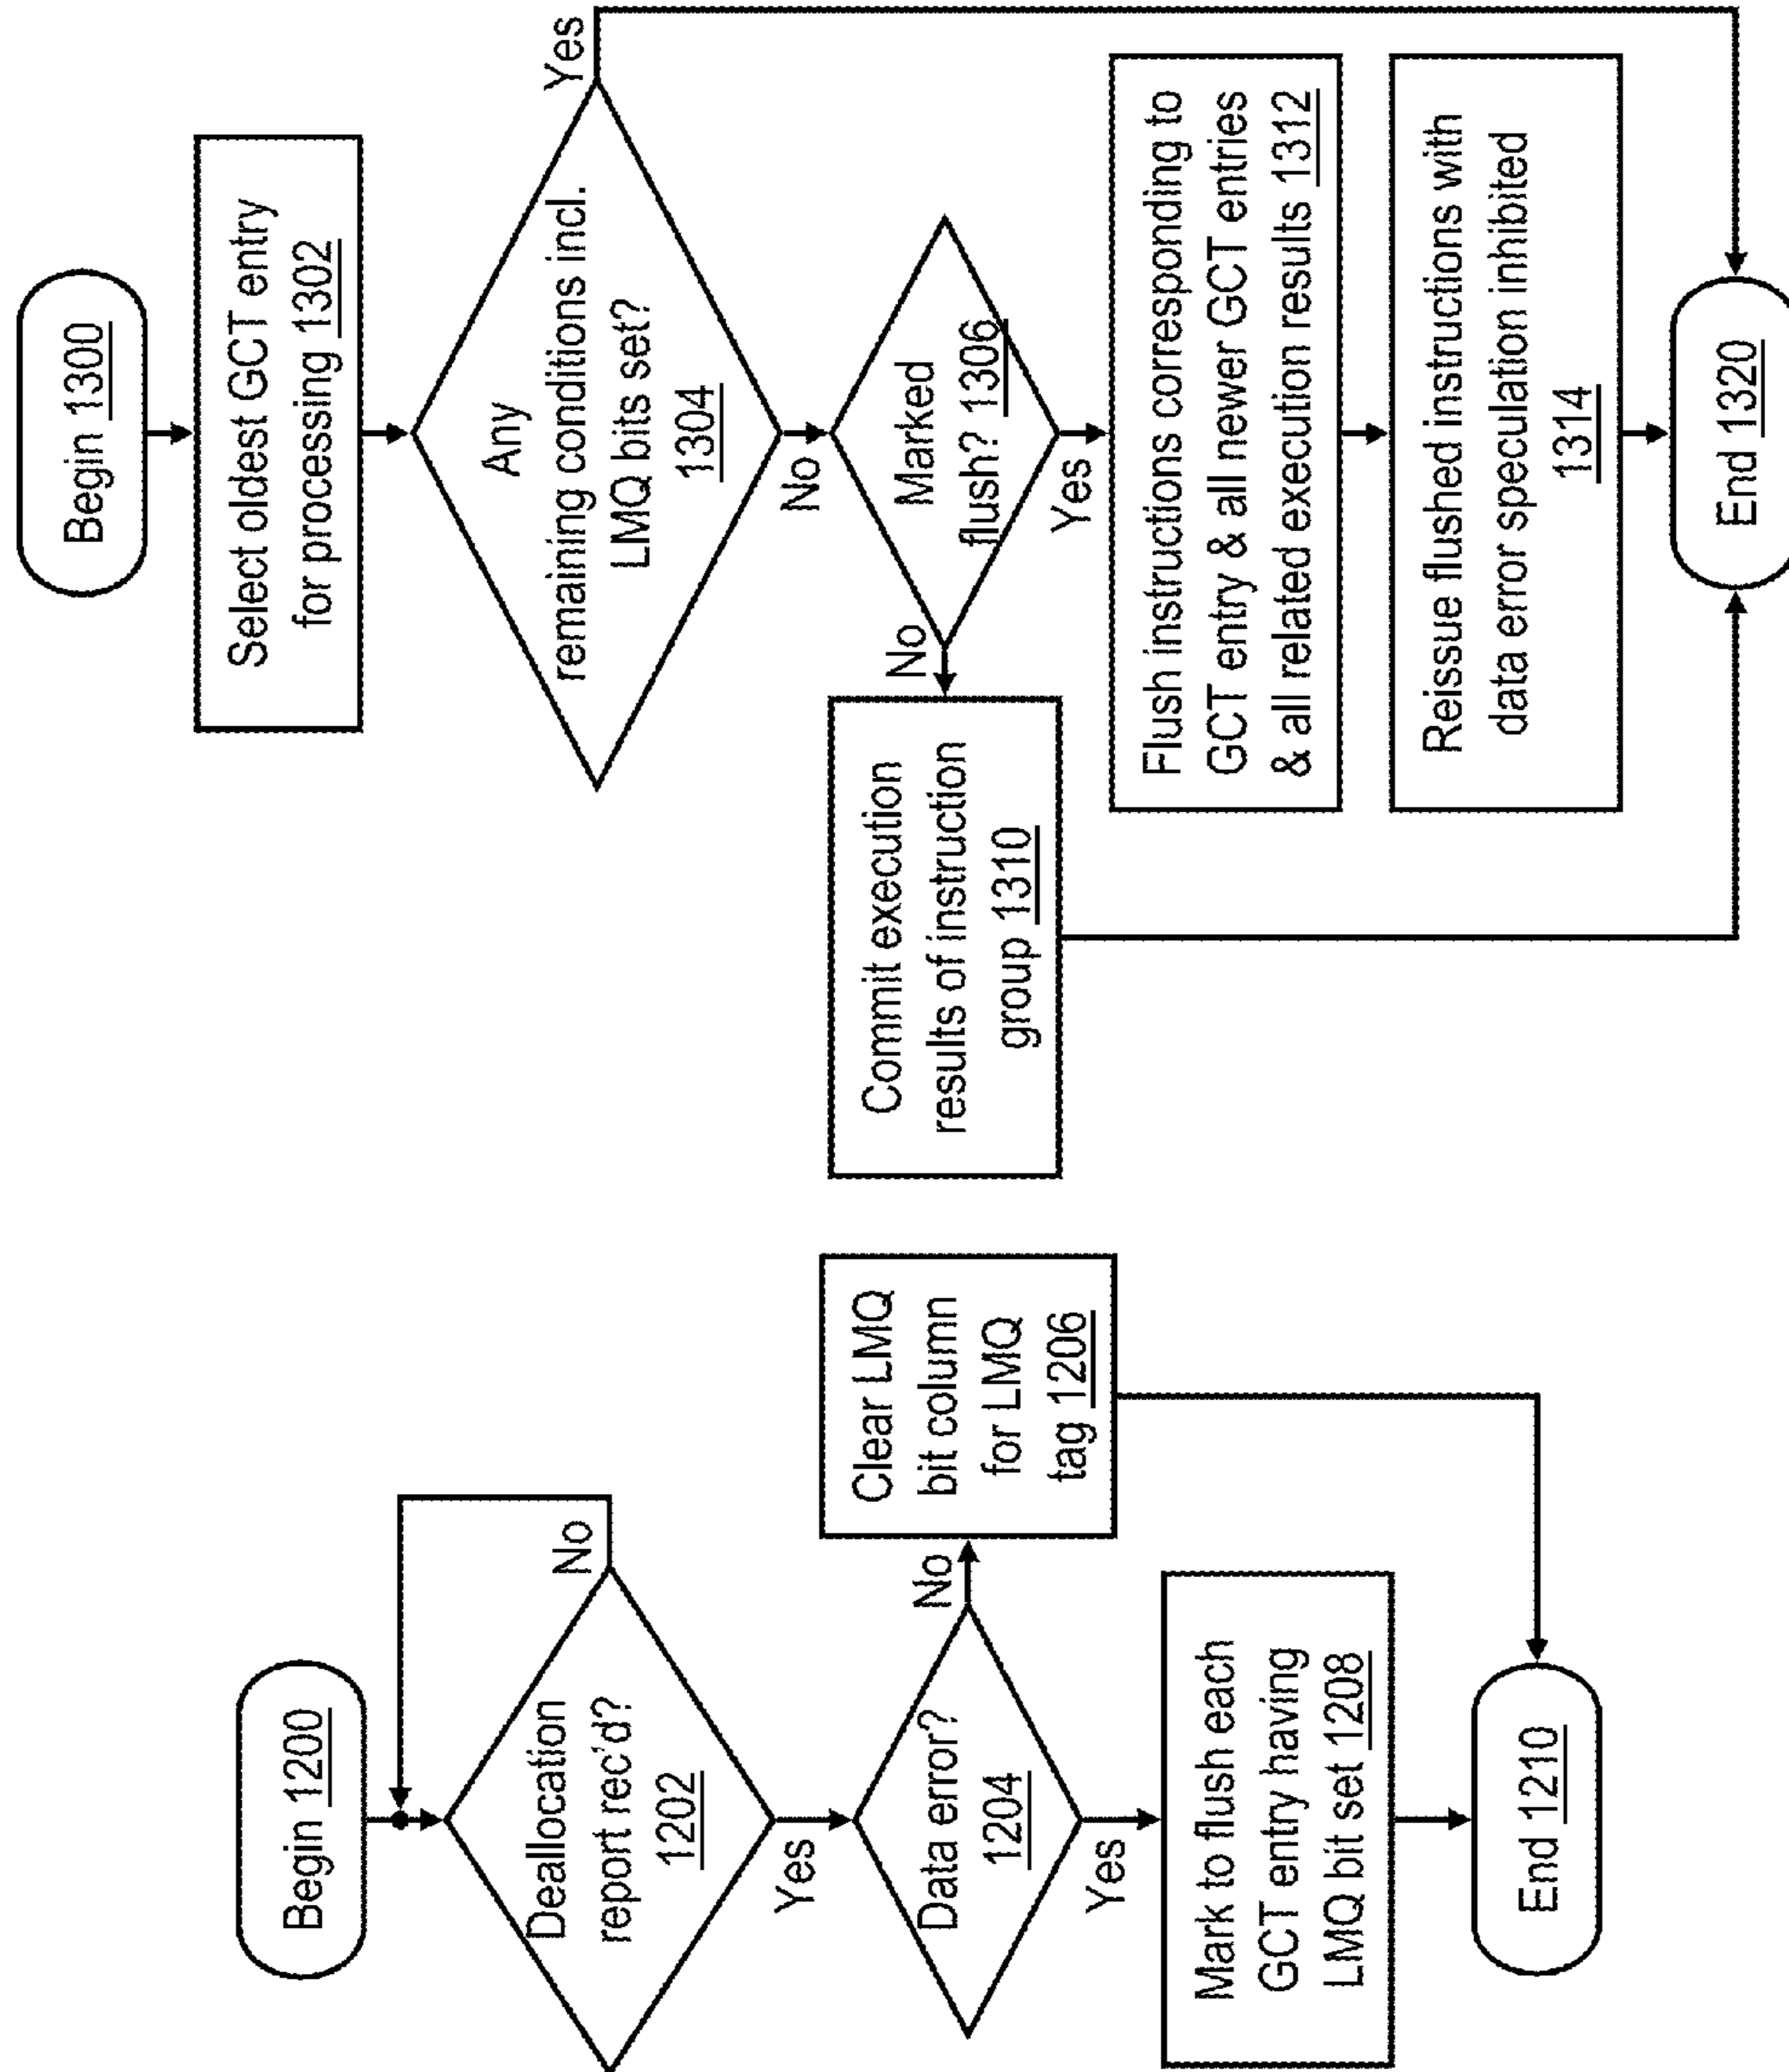 Begin 1200
Deallocation
report rec'd?
1202
No
Yes
Data error?
1204
No
Clear LMQ
bit column
for LMQ
tag 1206
Yes
Mark to flush each
GCT entry having
LMQ bit set 1208
End 1210
Begin 1300
Select oldest GCT entry
for processing 1302
Any
remaining conditions incl.
LMQ bits set?
1304
Yes
No
Marked
flush? 1306
No
Commit execution
results of instruction
group 1310
Yes
Flush instructions corresponding to
GCT entry & all newer GCT entries
& all related execution results 1312
Reissue flushed instructions with
data error speculation inhibited
1314
End 1320